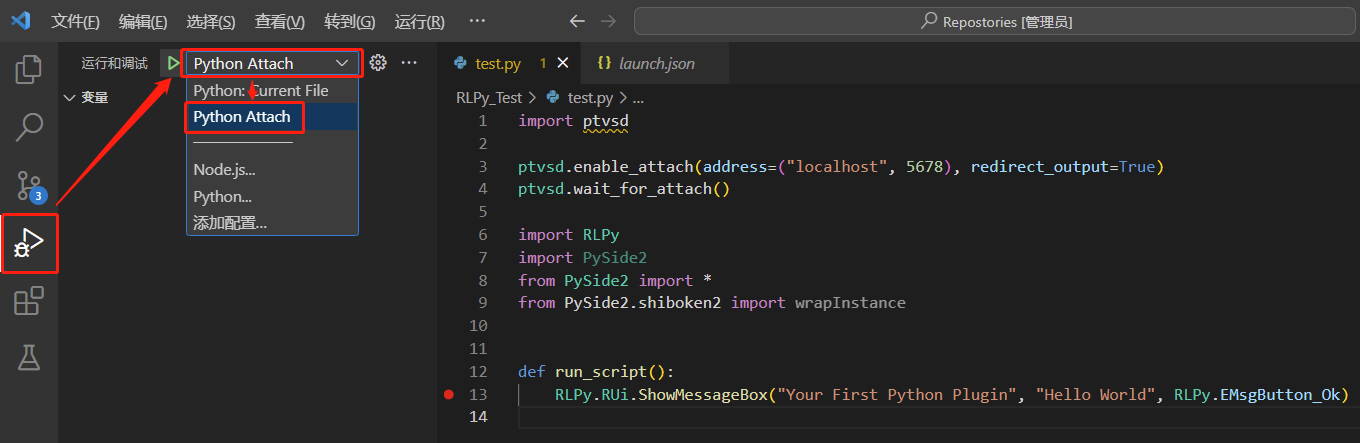 文件(F) 编辑(E) 选择(S) 查看(V) 转到(G) 运行(R) ··· Repostories [管理员]
运行和调试 Python Attach ···
变量
Python: Current File
Python Attach
Node.js...
Python...
添加配置...
3
test.py 1 launch.json
RLPy_Test > test.py > ...
1 import ptvsd
2
3 ptvsd.enable_attach(address=("localhost", 5678), redirect_output=True)
4 ptvsd.wait_for_attach()
5
6 import RLPy
7 import PySide2
8 from PySide2 import *
9 from PySide2.shiboken2 import wrapInstance
10
11
12 def run_script():
13 RLPy.RUi.ShowMessageBox("Your First Python Plugin", "Hello World", RLPy.EMsgButton_Ok)
14